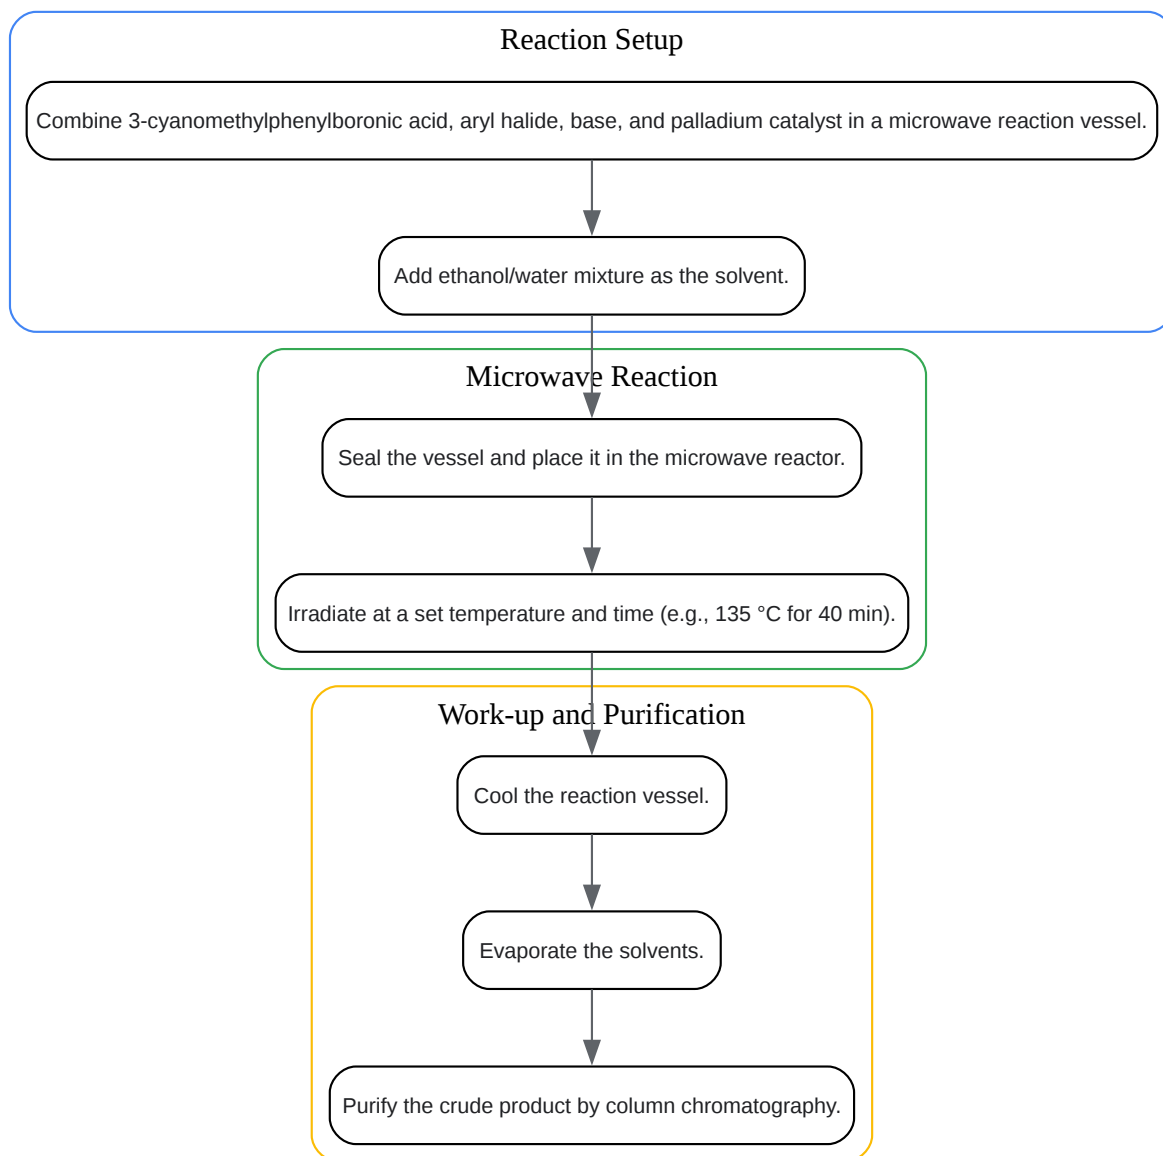 Reaction Setup
Combine 3-cyanomethylphenylboronic acid, aryl halide, base, and palladium catalyst in a microwave reaction vessel.
Add ethanol/water mixture as the solvent.
Microwave Reaction
Seal the vessel and place it in the microwave reactor.
Irradiate at a set temperature and time (e.g., 135 °C for 40 min).
Work-up and Purification
Cool the reaction vessel.
Evaporate the solvents.
Purify the crude product by column chromatography.